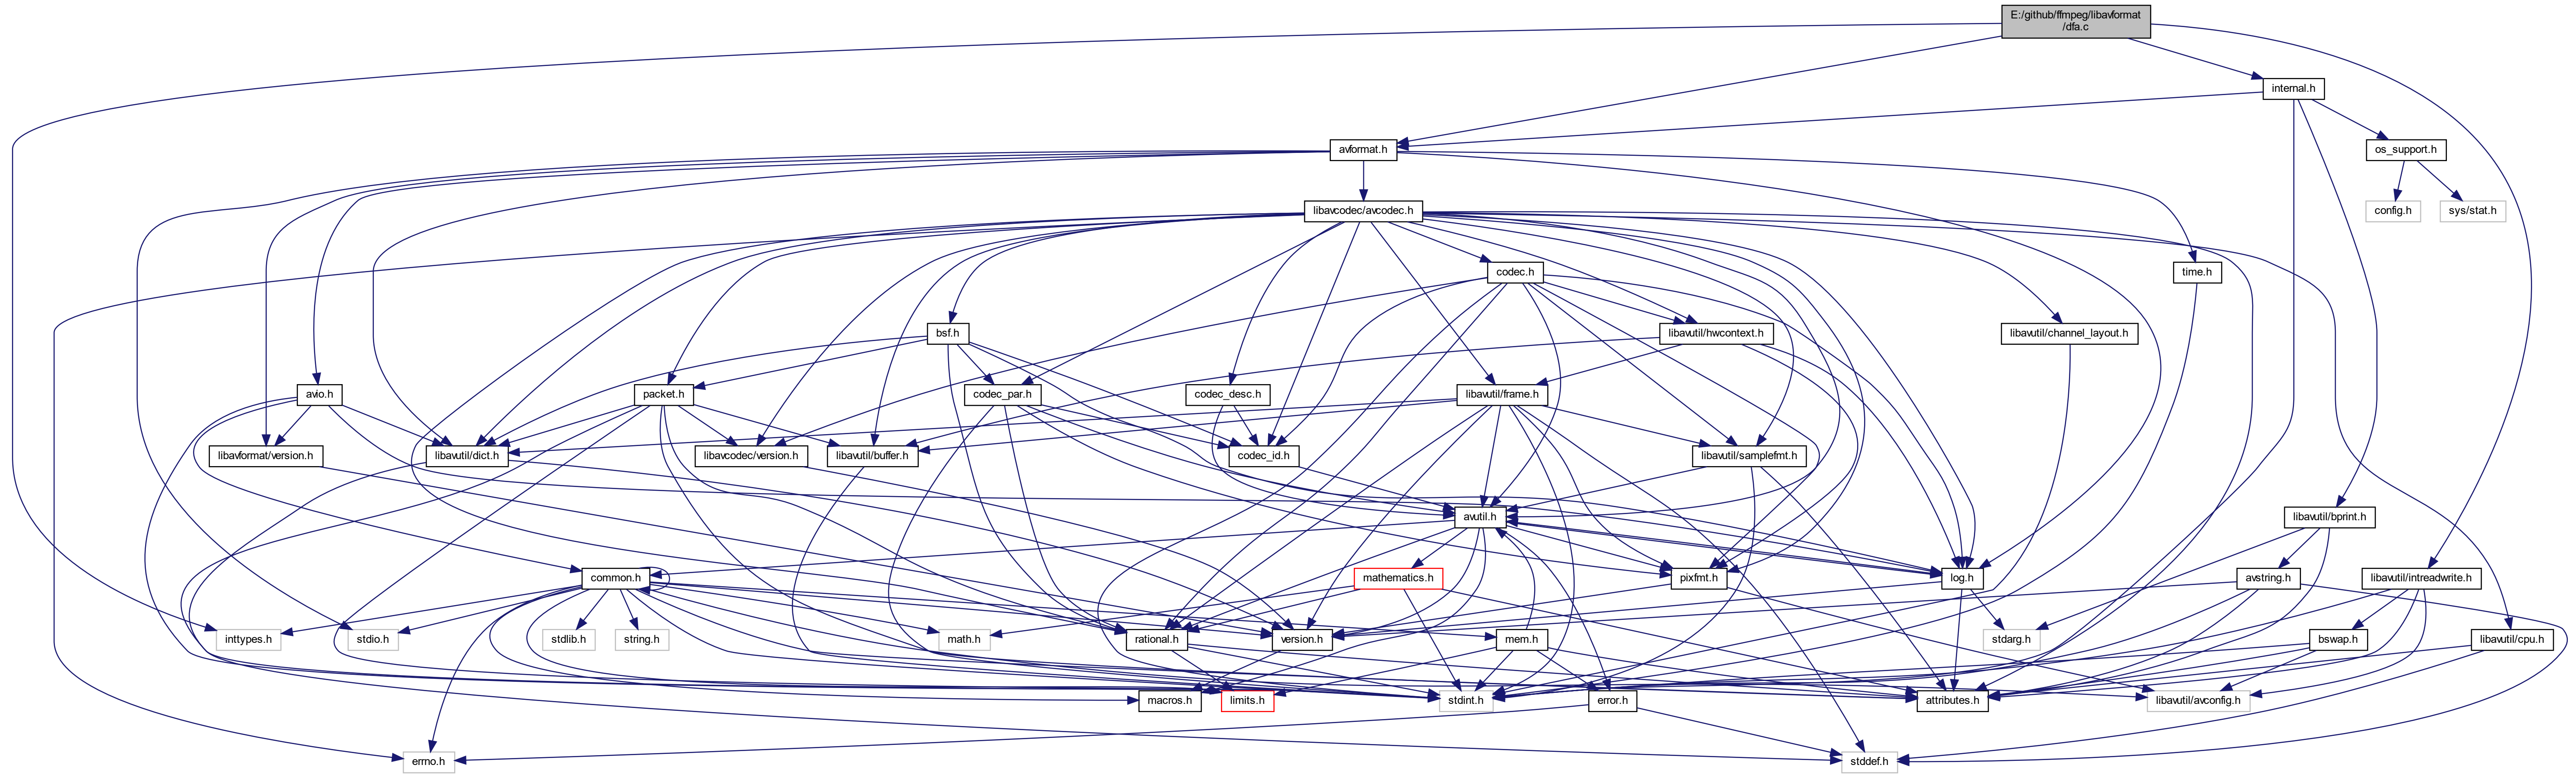 E:/github/ffmpeg/libavformat
/dfa.c
internal.h
avformat.h
os_support.h
libavcodec/avcodec.h
config.h
sys/stat.h
codec.h
time.h
bsf.h
libavutil/hwcontext.h
libavutil/channel_layout.h
avio.h
packet.h
codec_par.h
codec_desc.h
libavutil/frame.h
libavformat/version.h
libavutil/dict.h
libavcodec/version.h
libavutil/buffer.h
codec_id.h
libavutil/samplefmt.h
avutil.h
libavutil/bprint.h
common.h
mathematics.h
pixfmt.h
log.h
avstring.h
libavutil/intreadwrite.h
inttypes.h
stdio.h
stdlib.h
string.h
math.h
rational.h
version.h
mem.h
stdarg.h
bswap.h
libavutil/cpu.h
macros.h
limits.h
stdint.h
error.h
attributes.h
libavutil/avconfig.h
errno.h
stddef.h